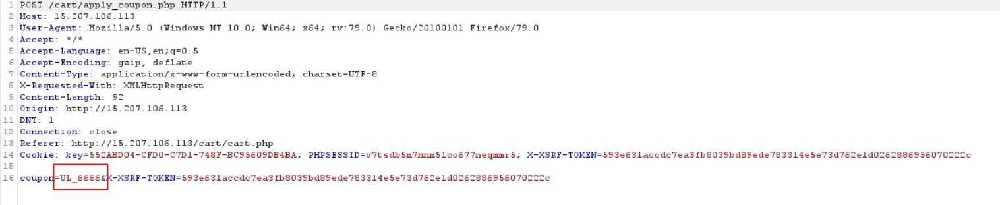 1 POST /cart/apply_coupon.php HTTP/1.1
2 Host: 15.207.106.113
3 User-Agent: Mozilla/5.0 (Windows NT 10.0; Win64; x64; rv:79.0) Gecko/20100101 Firefox/79.0
4 Accept: */*
5 Accept-Language: en-US,en;q=0.5
6 Accept-Encoding: gzip, deflate
7 Content-Type: application/x-www-form-urlencoded; charset=UTF-8
8 X-Requested-With: XMLHttpRequest
9 Content-Length: 92
10 Origin: http://15.207.106.113
11 DNT: 1
12 Connection: close
13 Referer: http://15.207.106.113/cart/cart.php
14 Cookie: key=552ABD04-CFD0-C7D1-748F-BC95609DB4BA; PHPSESSID=v7tsdb5m7nnm5lco677neqmmr5; X-XSRF-TOKEN=593e631accdc7ea3fb8039bd89ede783314e5e73d762e1d0262886956070222c
15
16 coupon=UL_6666&X-XSRF-TOKEN=593e631accdc7ea3fb8039bd89ede783314e5e73d762e1d0262886956070222c